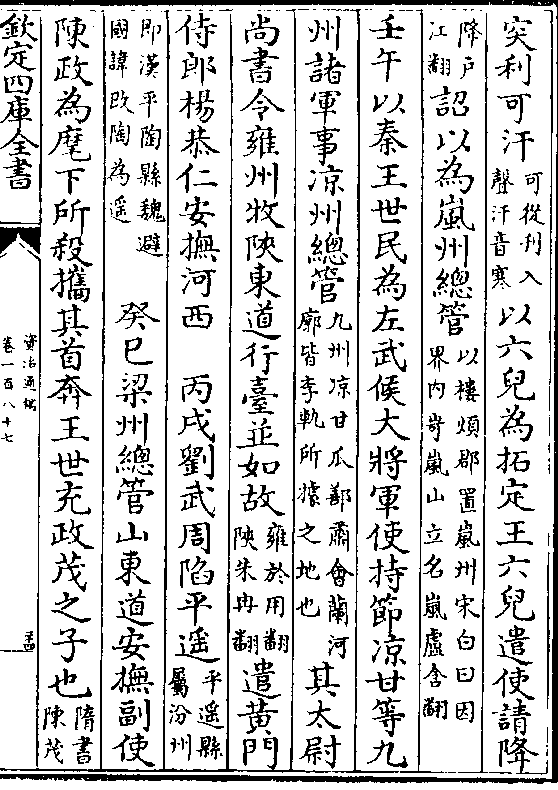 突利可汗可從刋入聲汗音寒以六兒為拓定王六兒遣使請降
降户江翻詔以為嵐州總管以樓煩郡置嵐州宋白曰因界内岢嵐山立名嵐盧含翻
壬午以秦王世民為左武候大將軍使持節凉甘等九
州諸軍事凉州總管九州凉甘瓜鄯肅會蘭河廓皆李軌所據之地也其太尉
尚書令雍州牧陜東道行臺並如故雍於用翻陜朱冉翻遣黄門
侍郎楊恭仁安撫河西 丙戌劉武周陷平遥平遥縣屬汾州
即漢平陶縣魏避國諱改陶為遥 癸巳梁州總管山東道安撫副使
陳政為麾下所殺攜其首奔王世充政茂之子也隋書陳茂
欽定四庫全書
資治通鑑
卷一百八十七